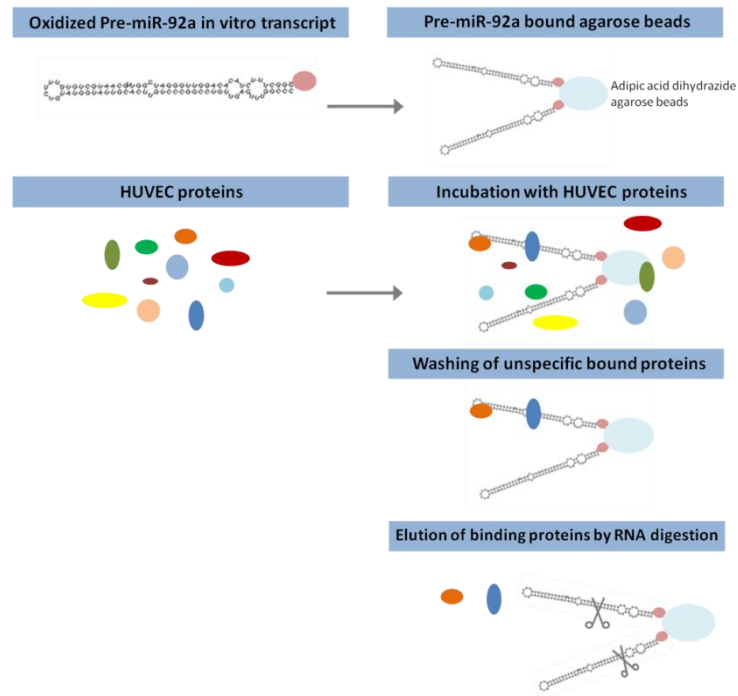 Oxidized Pre-miR-92a in vitro transcript
Pre-miR-92a bound agarose beads
Adipic acid dihydrazide
agarose beads
HUVEC proteins
Incubation with HUVEC proteins
Washing of unspecific bound proteins
Elution of binding proteins by RNA digestion